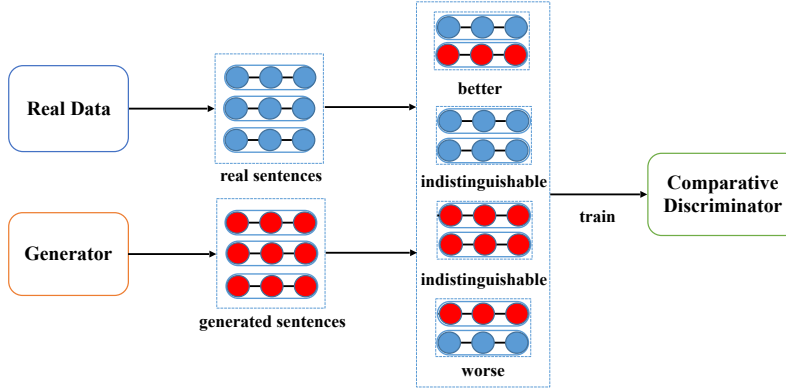 better
Real Data
real sentences
indistinguishable
Comparative
Discriminator
train
Generator
generated sentences
indistinguishable
worse